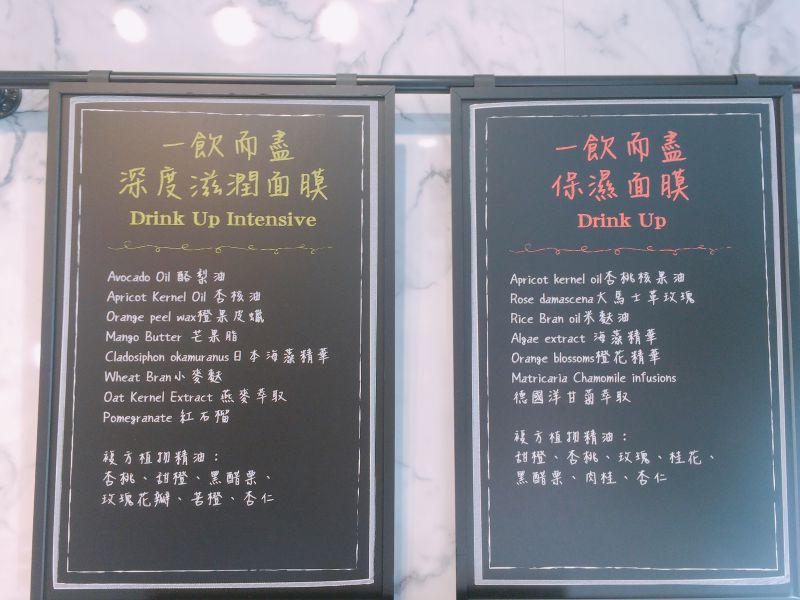 一飲而盡
深度滋潤面膜
Drink Up Intensive
Avocado Oil 酪梨油
Apricot Kernel Oil 杏核油
Orange peel wax橙果皮蠟
Mango Butter 芒果脂
Cladosiphon okamuranus日本海藻精華
Wheat Bran小麥麩
Oat Kernel Extract 燕麥萃取
Pomegranate 紅石榴
複方植物精油：
杏桃、甜橙、黑醋栗、
玫瑰花瓣、苦橙、杏仁
一飲而盡
保濕面膜
Drink Up
Apricot kernel oil杏桃核果油
Rose damascena大馬士革玫瑰
Rice Bran oil米麩油
Algae extract 海藻精華
Orange blossoms橙花精華
Matricaria Chamomile infusions
德國洋甘菊萃取
複方植物精油：
甜橙、杏桃、玫瑰、桂花、
黑醋栗、肉桂、杏仁